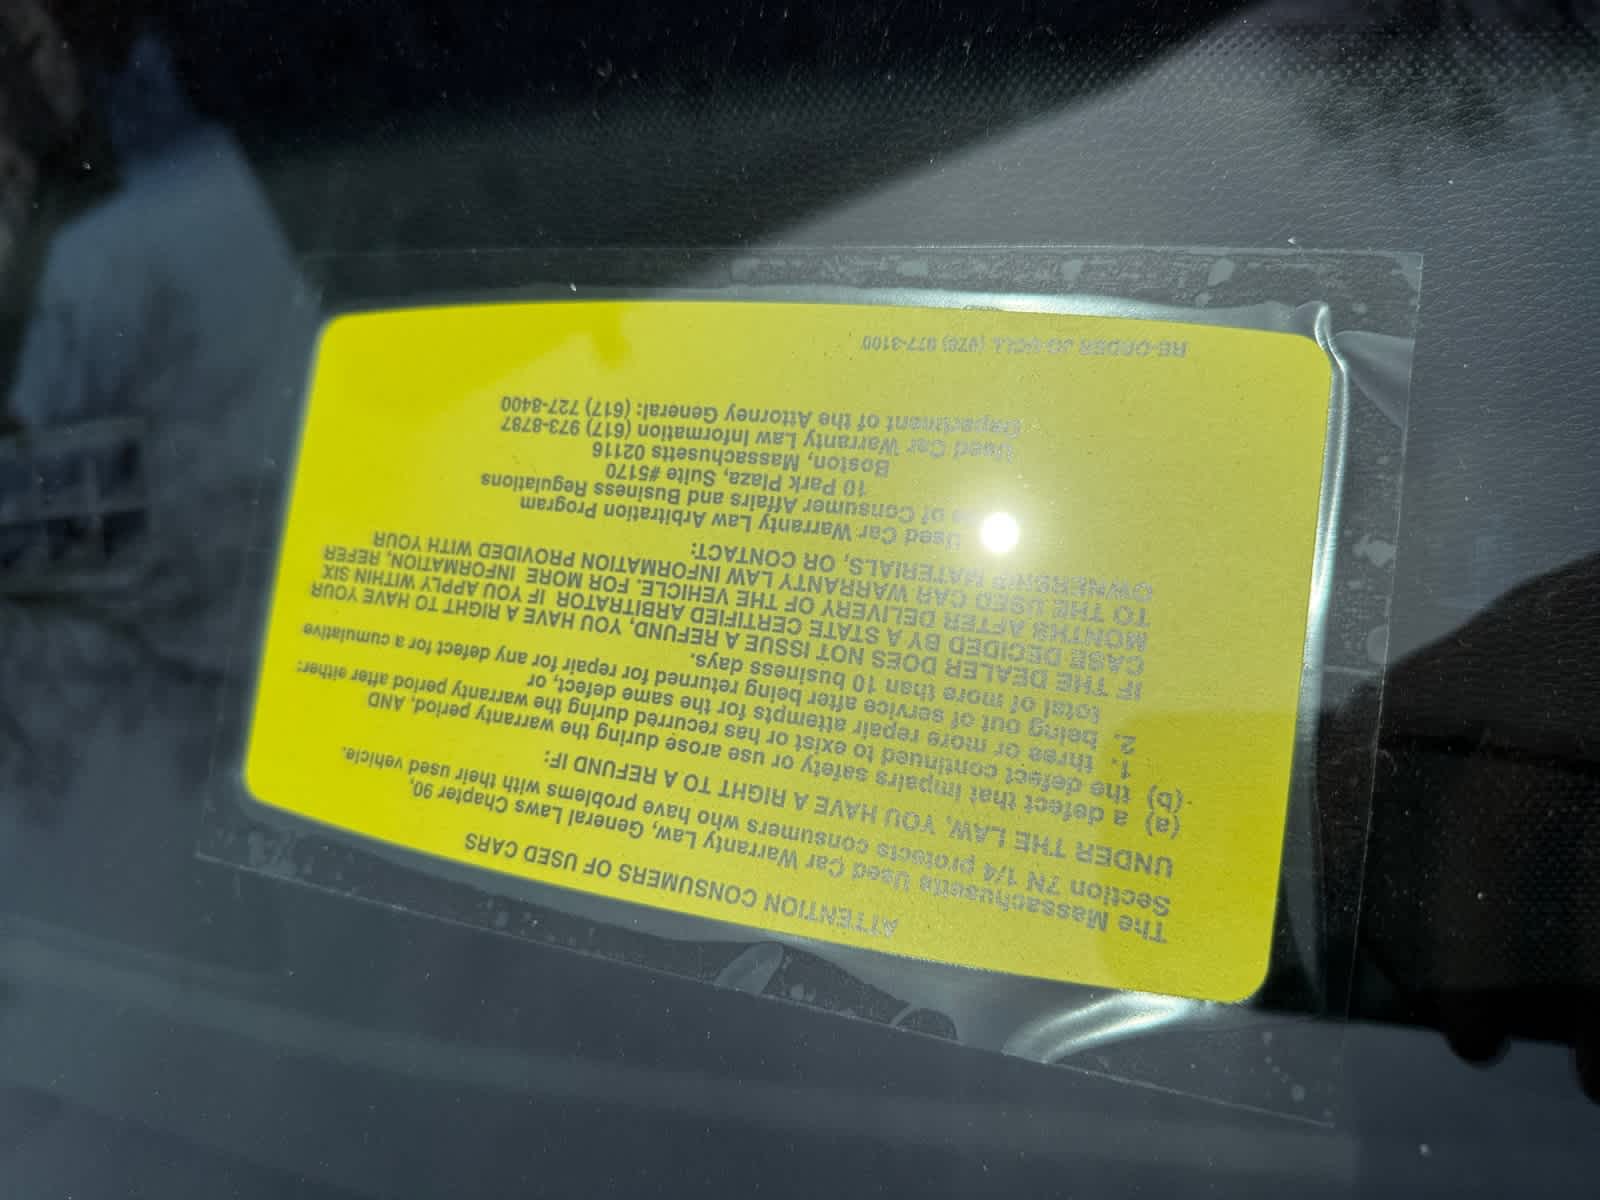 ATTENTION CONSUMERS OF USED CARS
The Massachusetts Used Car Warranty Law, General Laws Chapter 90,
Section 7N 1/4 protects consumers who have problems with their used vehicle.
UNDER THE LAW, YOU HAVE A RIGHT TO A REFUND IF:
(a) a defect that impairs safety or use arose during the warranty period, AND
(b) the defect continued to exist or has recurred during the warranty period after either:
1. three or more repair attempts for the same defect, or
2. being out of service after being returned for repair for any defect for a cumulative
total of more than 10 business days.
IF THE DEALER DOES NOT ISSUE A REFUND, YOU HAVE A RIGHT TO HAVE YOUR
CASE DECIDED BY A STATE CERTIFIED ARBITRATOR IF YOU APPLY WITHIN SIX
MONTHS AFTER DELIVERY OF THE VEHICLE. FOR MORE INFORMATION, REFER
TO THE USED CAR WARRANTY LAW INFORMATION PROVIDED WITH YOUR
OWNERSHIP MATERIALS, OR CONTACT:
Used Car Warranty Law Arbitration Program
of Consumer Affairs and Business Regulations
10 Park Plaza, Suite #5170
Boston, Massachusetts 02116
Used Car Warranty Law Information (617) 973-8787
Department of the Attorney General: (617) 727-8400
RE-ORDER (978) 977-3100